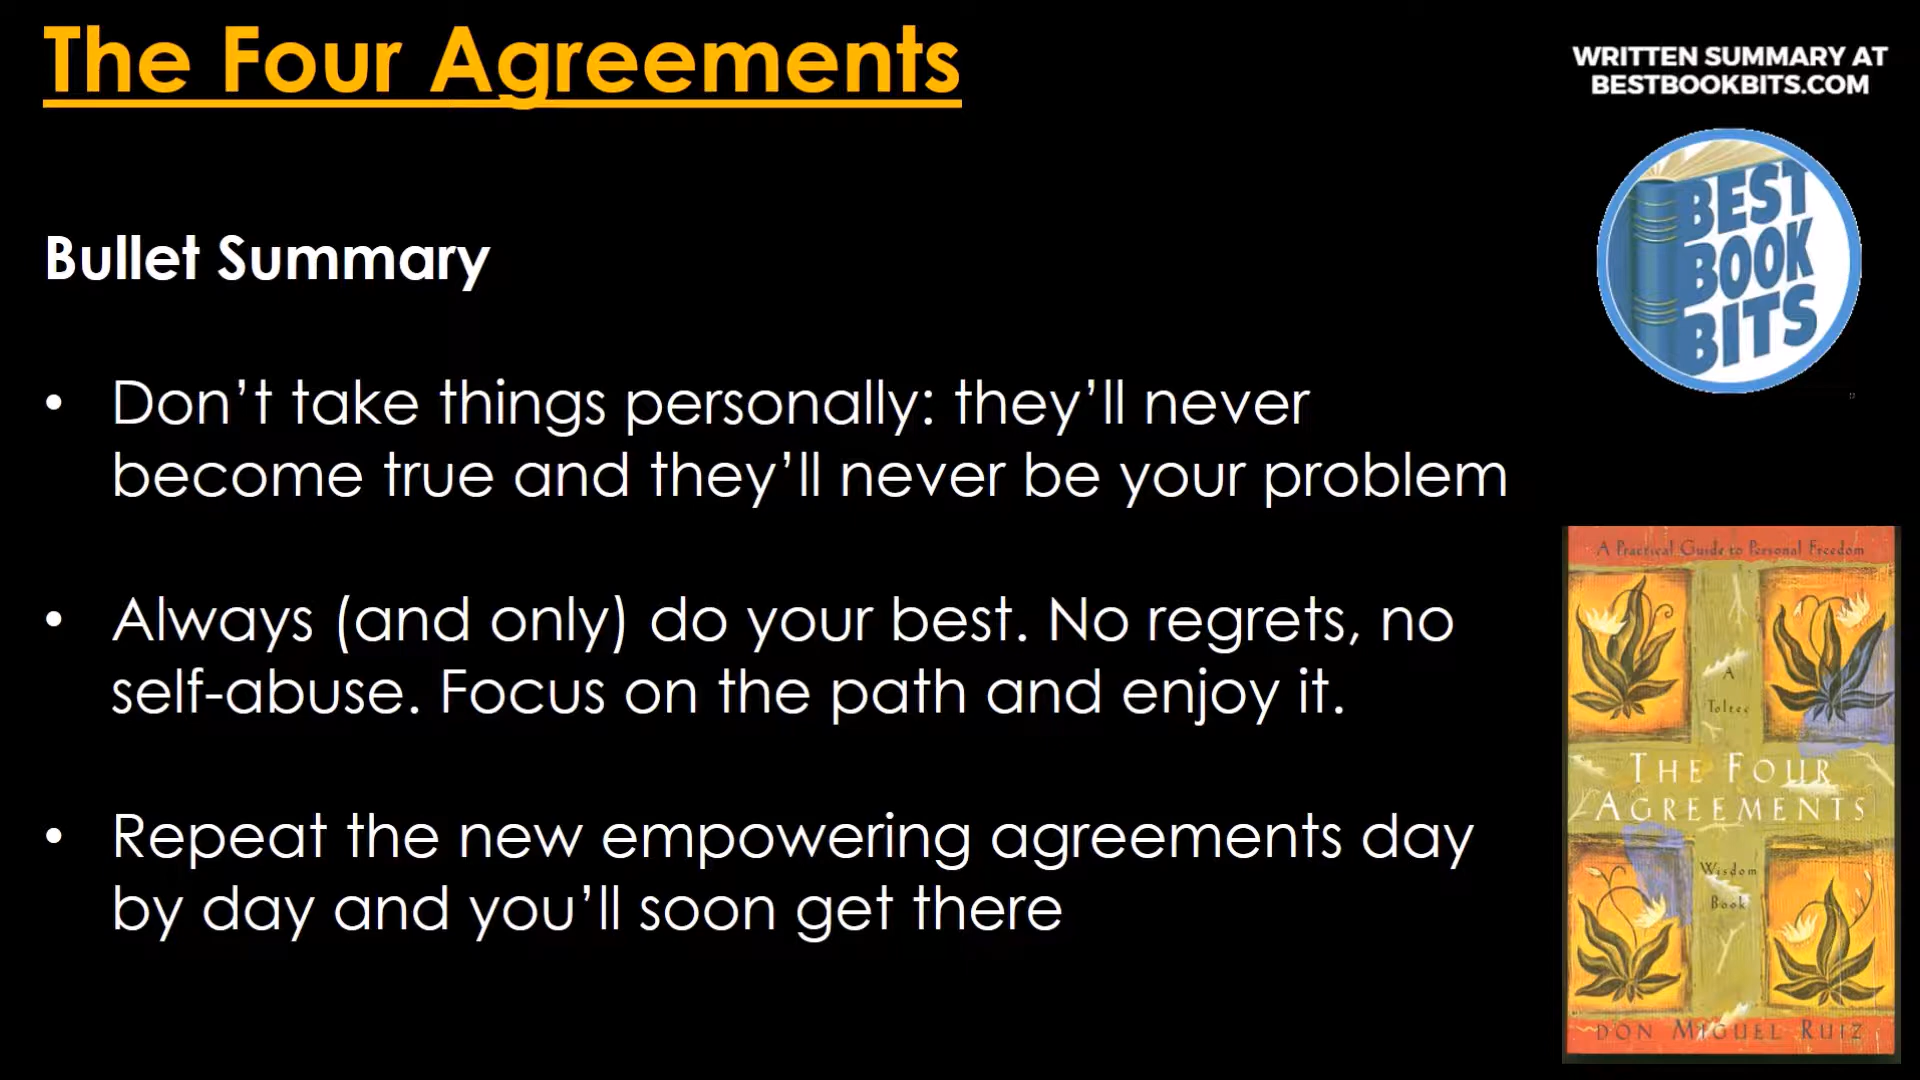 The Four Agreements
WRITTEN SUMMARY AT
BESTBOOKBITS.COM
BEST
BOOK
BITS
Bullet Summary
• Don’t take things personally: they’ll never
become true and they’ll never be your problem
• Always (and only) do your best. No regrets, no
self-abuse. Focus on the path and enjoy it.
• Repeat the new empowering agreements day
by day and you’ll soon get there
A Practical Guide to Personal Freedom
A
Toltec
THE FOUR
AGREEMENTS
Wisdom
Book
DON MIGUEL RUIZ